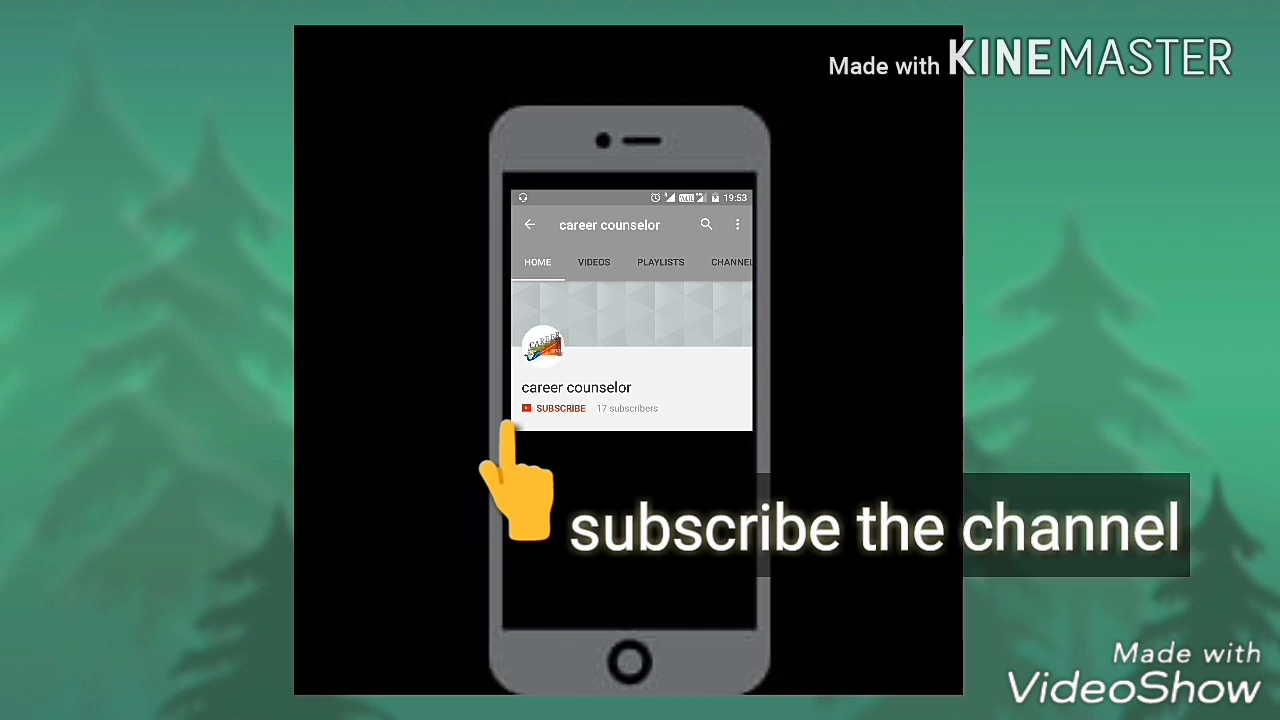 Made with KINEMASTER
19:53
career counselor
HOME VIDEOS PLAYLISTS CHANNEL
CAREER
career counselor
SUBSCRIBE 17 subscribers
subscribe the channel
Made with
VideoShow